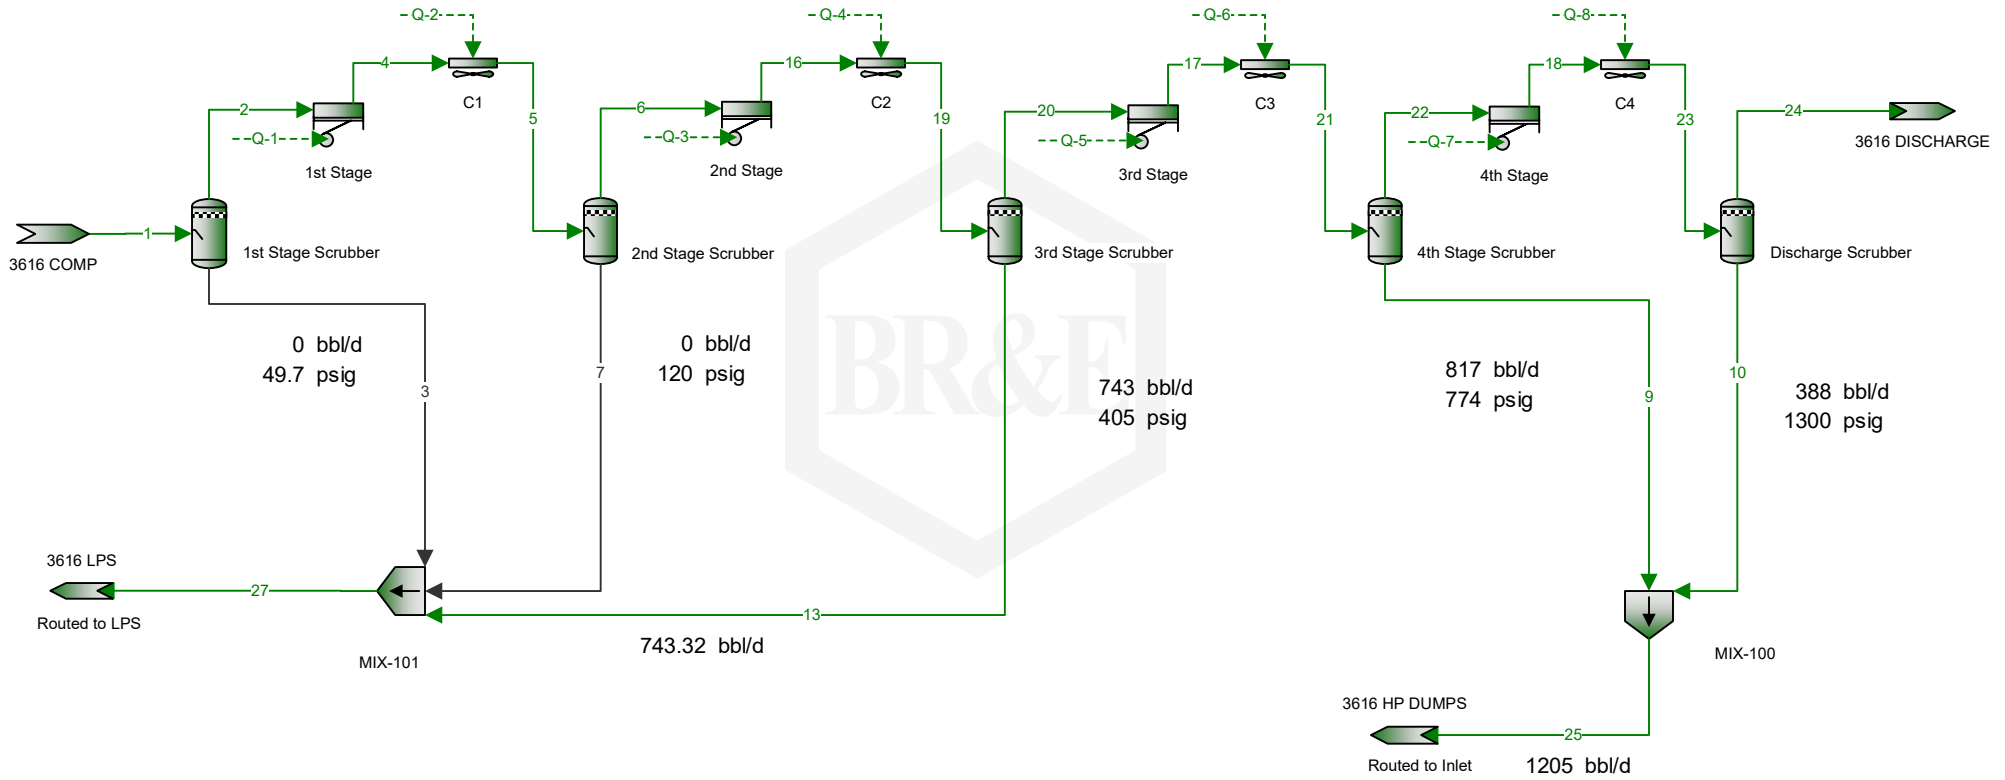 Q-2
Q-4
Q-6
Q-8
4
16
17
18
C1
C2
C3
C4
2
6
20
22
24
5
19
21
23
Q-1
Q-3
Q-5
Q-7
3616 DISCHARGE
1st Stage
2nd Stage
3rd Stage
4th Stage
1
3616 COMP
1st Stage Scrubber
2nd Stage Scrubber
3rd Stage Scrubber
4th Stage Scrubber
Discharge Scrubber
0 bbl/d
49.7 psig
0 bbl/d
120 psig
743 bbl/d
405 psig
817 bbl/d
774 psig
388 bbl/d
1300 psig
3
7
9
10
BR&E
3616 LPS
27
Routed to LPS
13
743.32 bbl/d
MIX-101
MIX-100
3616 HP DUMPS
25
Routed to Inlet
1205 bbl/d